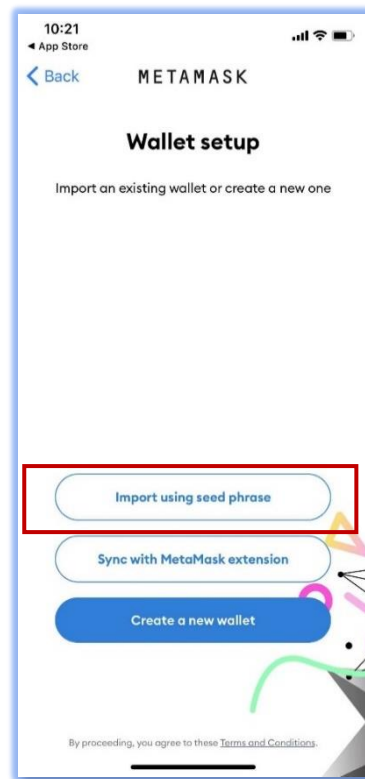 10:21
◀ App Store
Back
METAMASK
Wallet setup
Import an existing wallet or create a new one
Import using seed phrase
Sync with MetaMask extension
Create a new wallet
By proceeding, you agree to these Terms and Conditions.